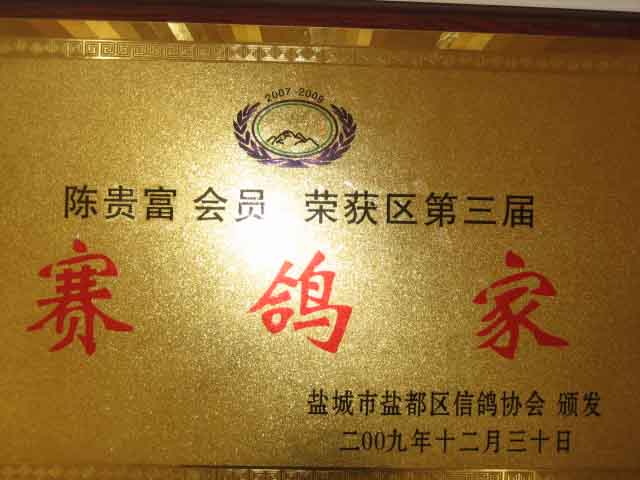 2007-2009
陈贵富 会员 荣获区第三届
赛鸽家
盐城市盐都区信鸽协会 颁发
二00九年十二月三十日